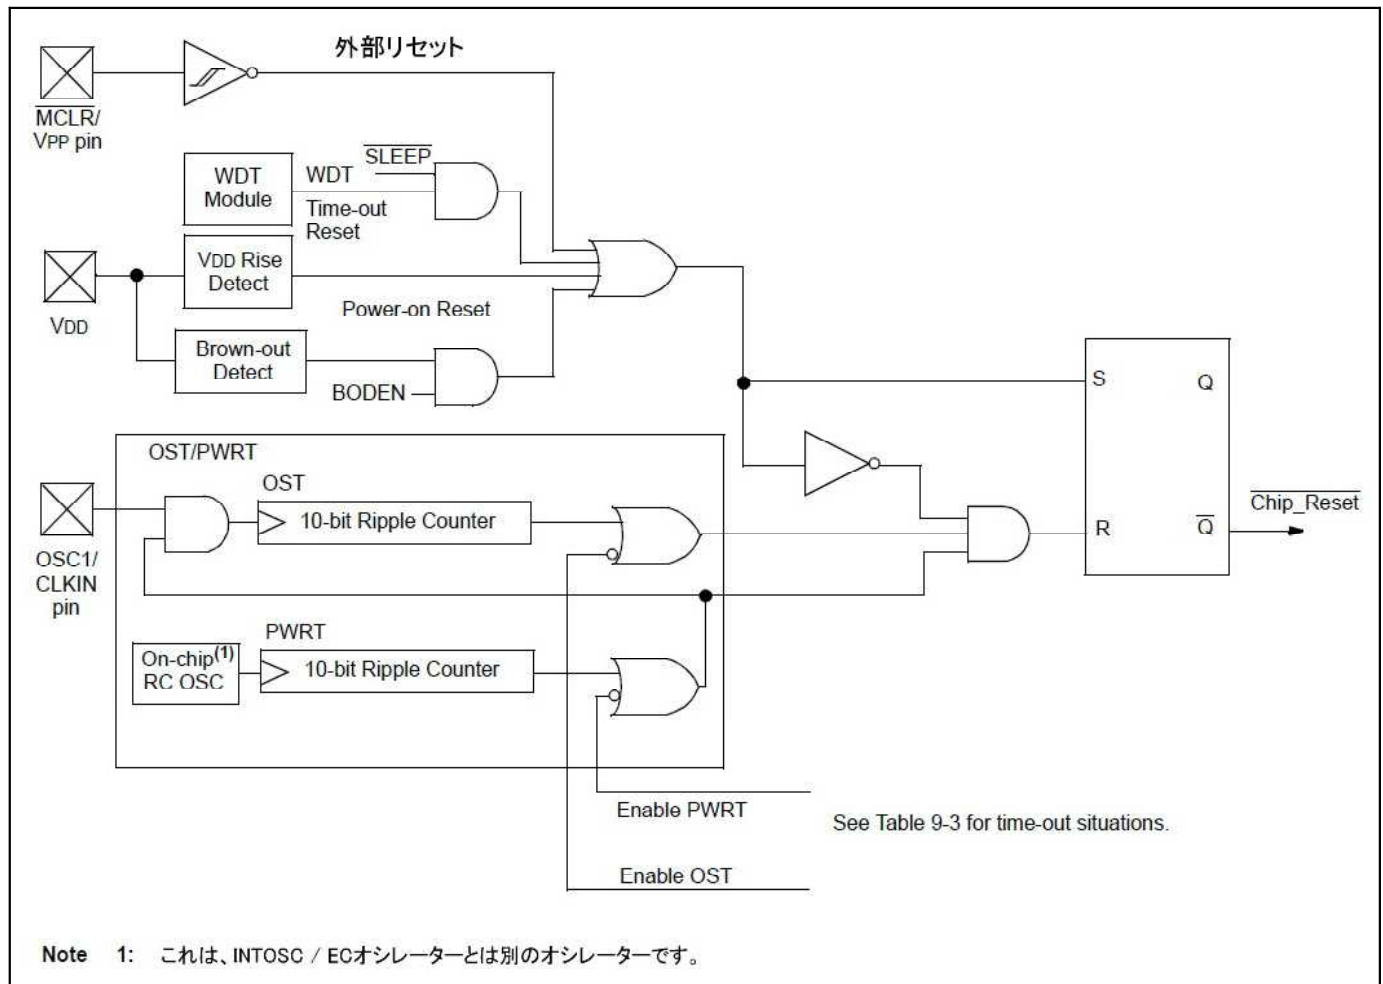 外部リセット
MCLR/
VPP pin
WDT
Module
WDT
Time-out
Reset
SLEEP
VDD
VDD Rise
Detect
Power-on Reset
Brown-out
Detect
BODEN
S
Q
R
Q
Chip_Reset
OST/PWRT
OST
10-bit Ripple Counter
OSC1/
CLKIN
pin
PWRT
On-chip(1)
RC OSC
10-bit Ripple Counter
Enable PWRT
See Table 9-3 for time-out situations.
Enable OST
Note 1: これは、INTOSC / ECオシレーターとは別のオシレーターです。